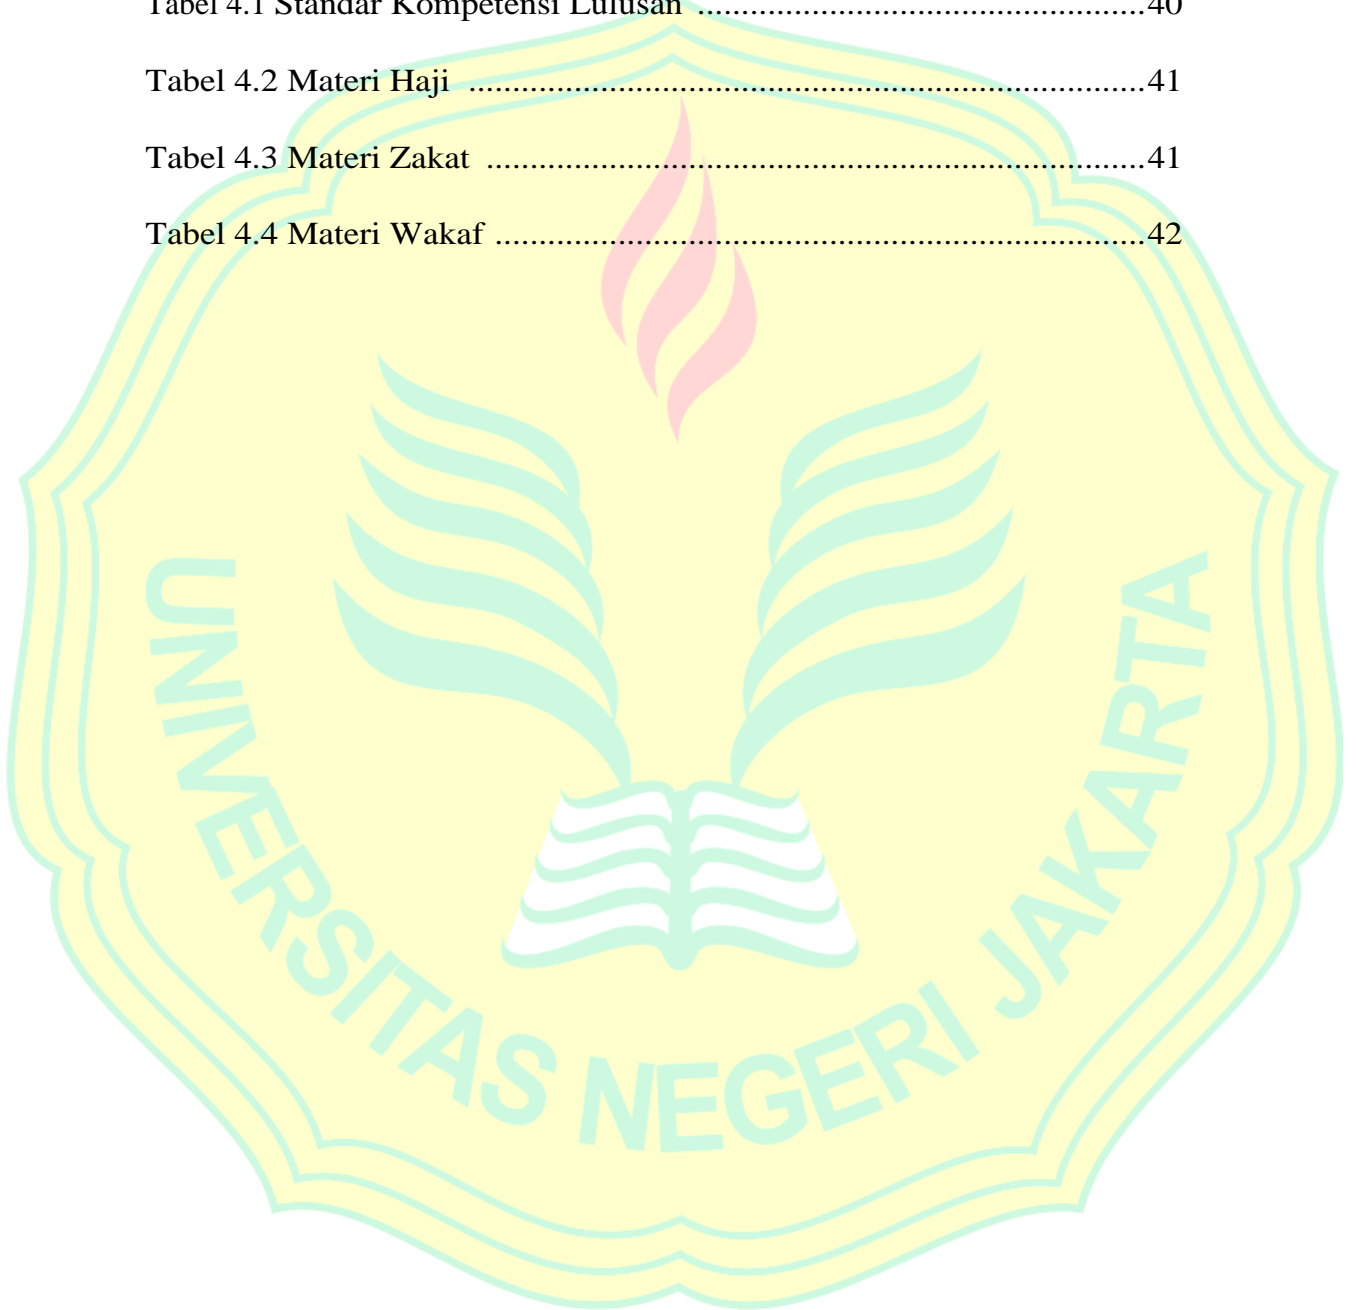 Tabel 4.1 Standar Kompetensi Lulusan ...................................................40
Tabel 4.2 Materi Haji .............................................................................41
Tabel 4.3 Materi Zakat ...........................................................................41
Tabel 4.4 Materi Wakaf ..........................................................................42
UNIVERSITAS NEGERI JAKARTA